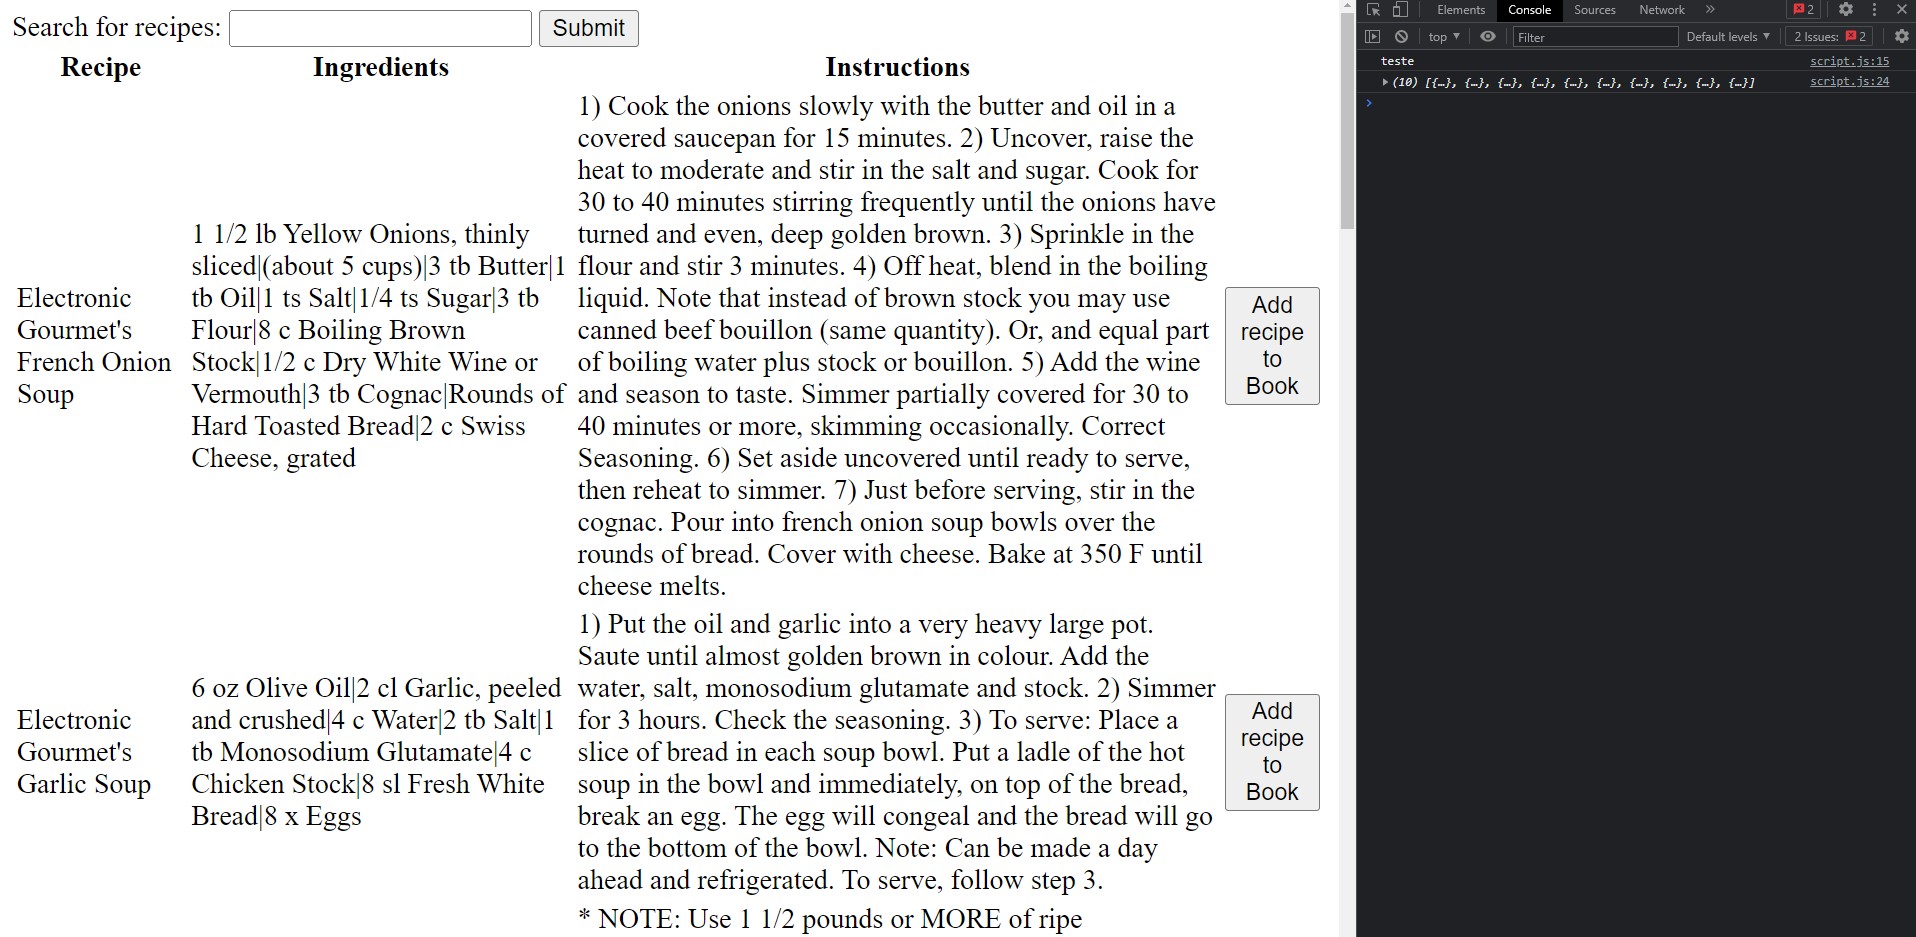 Search for recipes: Submit
Recipe Ingredients Instructions
Electronic
Gourmet's
French Onion
Soup
1 1/2 lb Yellow Onions, thinly
sliced|(about 5 cups)|3 tb Butter|1
tb Oil|1 ts Salt|1/4 ts Sugar|3 tb
Flour|8 c Boiling Brown
Stock|1/2 c Dry White Wine or
Vermouth|3 tb Cognac|Rounds of
Hard Toasted Bread|2 c Swiss
Cheese, grated
1) Cook the onions slowly with the butter and oil in a
covered saucepan for 15 minutes. 2) Uncover, raise the
heat to moderate and stir in the salt and sugar. Cook for
30 to 40 minutes stirring frequently until the onions have
turned and even, deep golden brown. 3) Sprinkle in the
flour and stir 3 minutes. 4) Off heat, blend in the boiling
liquid. Note that instead of brown stock you may use
canned beef bouillon (same quantity). Or, and equal part
of boiling water plus stock or bouillon. 5) Add the wine
and season to taste. Simmer partially covered for 30 to
40 minutes or more, skimming occasionally. Correct
Seasoning. 6) Set aside uncovered until ready to serve,
then reheat to simmer. 7) Just before serving, stir in the
cognac. Pour into french onion soup bowls over the
rounds of bread. Cover with cheese. Bake at 350 F until
cheese melts.
Add
recipe
to
Book
Electronic
Gourmet's
Garlic Soup
6 oz Olive Oil|2 cl Garlic, peeled
and crushed|4 c Water|2 tb Salt|1
tb Monosodium Glutamate|4 c
Chicken Stock|8 sl Fresh White
Bread|8 x Eggs
1) Put the oil and garlic into a very heavy large pot.
Saute until almost golden brown in colour. Add the
water, salt, monosodium glutamate and stock. 2) Simmer
for 3 hours. Check the seasoning. 3) To serve: Place a
slice of bread in each soup bowl. Put a ladle of the hot
soup in the bowl and immediately, on top of the bread,
break an egg. The egg will congeal and the bread will go
to the bottom of the bowl. Note: Can be made a day
ahead and refrigerated. To serve, follow step 3.
Add
recipe
to
Book
* NOTE: Use 1 1/2 pounds or MORE of ripe
Elements Console Sources Network » 2
top Filter Default levels 2 Issues: 2
teste script.js:15
(10) [{…}, {…}, {…}, {…}, {…}, {…}, {…}, {…}, {…}, {…}] script.js:24